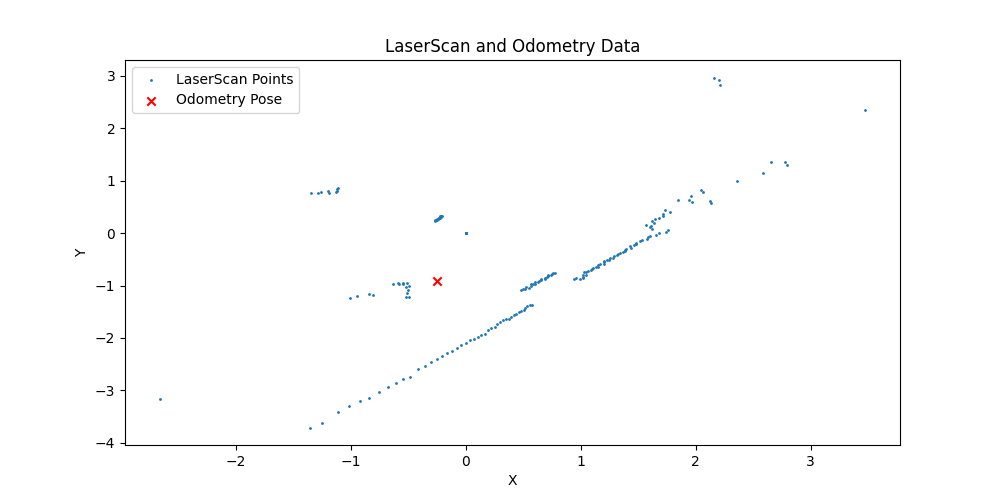 LaserScan and Odometry Data
LaserScan Points
Odometry Pose
3
2
1
0
−1
−2
−3
−4
Y
−2 −1 0 1 2 3
X